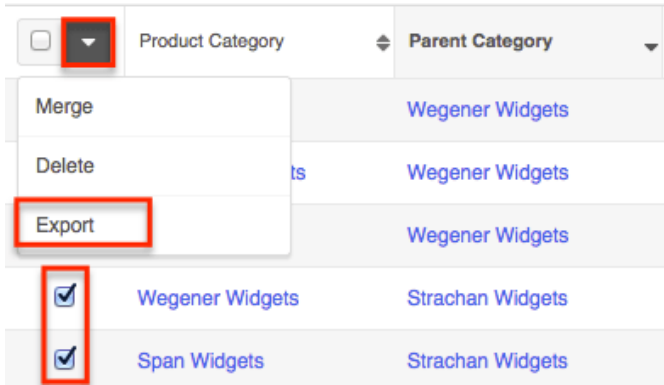 Product Category
Parent Category
Merge
Wegener Widgets
Delete
ts
Wegener Widgets
Export
Wegener Widgets
Wegener Widgets
Strachan Widgets
Span Widgets
Strachan Widgets